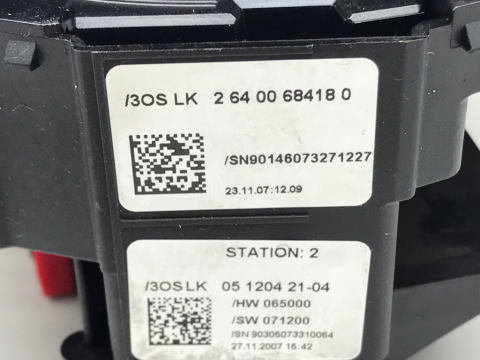 /3OS LK 2 64 00 68418 0
/SN90146073271227
23.11.07:12.09
STATION: 2
/3OSLK 05 1204 21-04
/HW 065000
/SW 071200
/SN 90305073310064
27.11.2007 15:42